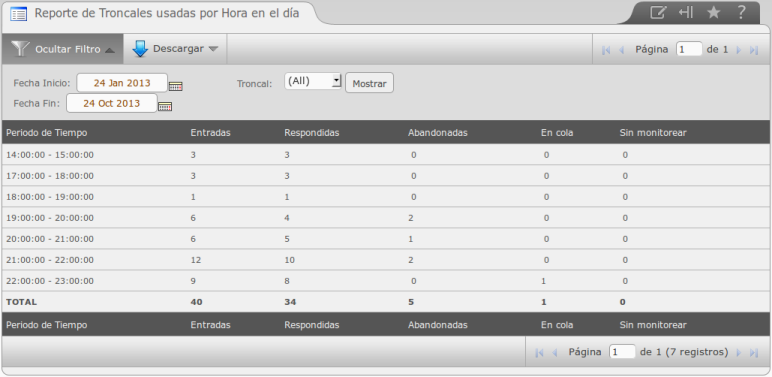 Reporte de Troncales usadas por Hora en el día ?
Ocultar Filtro Descargar Página 1 de 1
Fecha Inicio: 24 Jan 2013 Troncal: (All) Mostrar
Fecha Fin: 24 Oct 2013
Periodo de Tiempo Entradas Respondidas Abandonadas En cola Sin monitorear
14:00:00 - 15:00:00 3 3 0 0 0
17:00:00 - 18:00:00 3 3 0 0 0
18:00:00 - 19:00:00 1 1 0 0 0
19:00:00 - 20:00:00 6 4 2 0 0
20:00:00 - 21:00:00 6 5 1 0 0
21:00:00 - 22:00:00 12 10 2 0 0
22:00:00 - 23:00:00 9 8 0 1 0
TOTAL 40 34 5 1 0
Periodo de Tiempo Entradas Respondidas Abandonadas En cola Sin monitorear
Página 1 de 1 (7 registros)